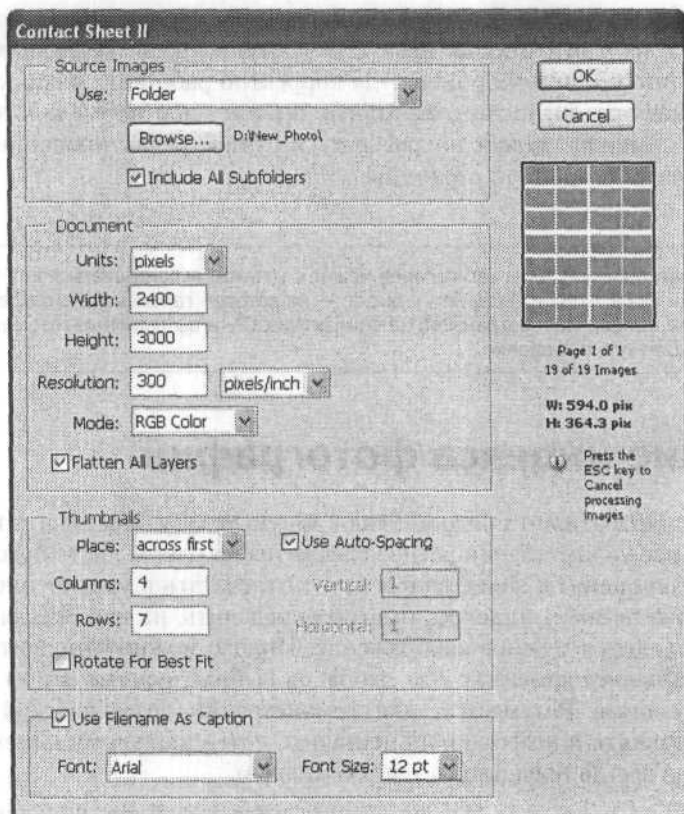 Contact Sheet II
Source Images
Use: Folder
Browse... D:\New_Photo\
Include All Subfolders
Document
Units: pixels
Width: 2400
Height: 3000
Resolution: 300 pixels/inch
Mode: RGB Color
Flatten All Layers
Thumbnails
Place: across first
Use Auto-Spacing
Columns: 4
Vertical: 1
Rows: 7
Horizontal: 1
Rotate For Best Fit
Use Filename As Caption
Font: Arial
Font Size: 12 pt
OK
Cancel
Page 1 of 1
19 of 19 Images
W: 594.0 pix
H: 364.3 pix
Press the
ESC key to
Cancel
processing
images